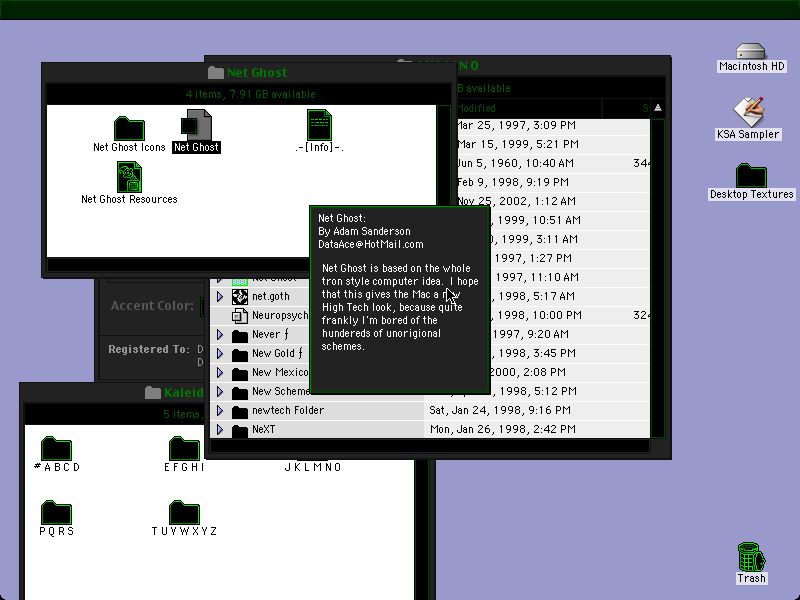 Net Ghost
4 items, 7.91 GB available
Net Ghost Icons
Net Ghost
.-[Info]-.
Net Ghost Resources
N O
B available
Modified
S
Mar 25, 1997, 3:09 PM
Mar 15, 1999, 5:21 PM
Jun 5, 1960, 10:40 AM
344
Feb 9, 1998, 9:19 PM
Nov 25, 2002, 1:12 AM
, 1999, 10:51 AM
, 1999, 3:11 AM
, 1997, 1:27 PM
, 1997, 11:10 AM
net.goth
, 1998, 5:17 AM
Neuropsych
, 1998, 10:00 PM
324
Never ƒ
1997, 9:20 AM
New Gold ƒ
, 1998, 3:45 PM
New Mexico
2000, 2:08 PM
New Scheme
, 1998, 5:12 PM
newtech Folder
Sat, Jan 24, 1998, 9:16 PM
NeXT
Mon, Jan 26, 1998, 2:42 PM
Net Ghost:
By Adam Sanderson
DataAce@HotMail.com
Net Ghost is based on the whole
tron style computer idea. I hope
that this gives the Mac a new
High Tech look, because quite
frankly I'm bored of the
hundereds of unorigional
schemes.
Accent Color:
Registered To: D
D
Kaleid
5 items,
#ABCD
EFGHI
JKLMNO
PQRS
TUVWXYZ
Macintosh HD
KSA Sampler
Desktop Textures
Trash